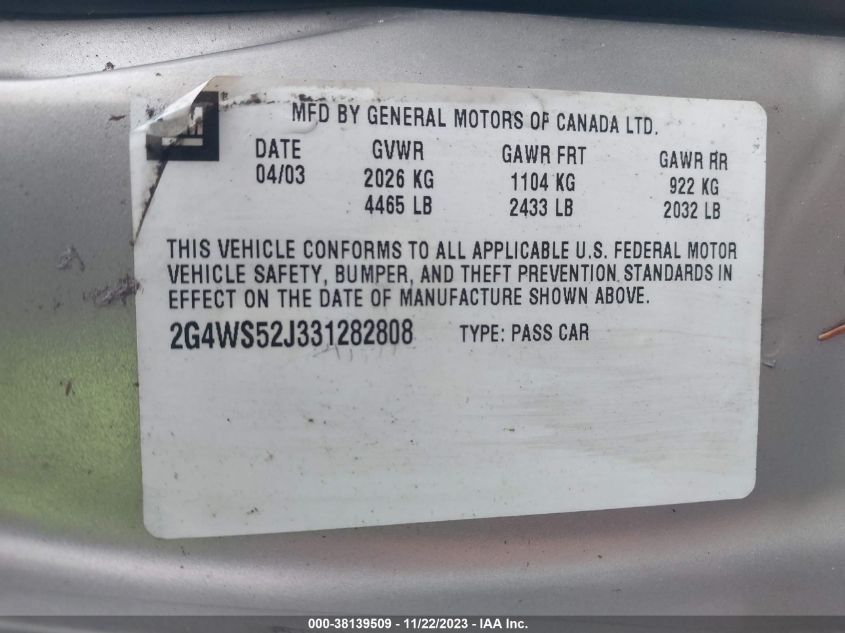 MFD BY GENERAL MOTORS OF CANADA LTD.
DATE GVWR GAWR FRT GAWR RR
04/03 2026 KG 1104 KG 922 KG
4465 LB 2433 LB 2032 LB
THIS VEHICLE CONFORMS TO ALL APPLICABLE U.S. FEDERAL MOTOR
VEHICLE SAFETY, BUMPER, AND THEFT PREVENTION STANDARDS IN
EFFECT ON THE DATE OF MANUFACTURE SHOWN ABOVE.
2G4WS52J331282808 TYPE: PASS CAR
000-38139509 - 11/22/2023 - IAA Inc.